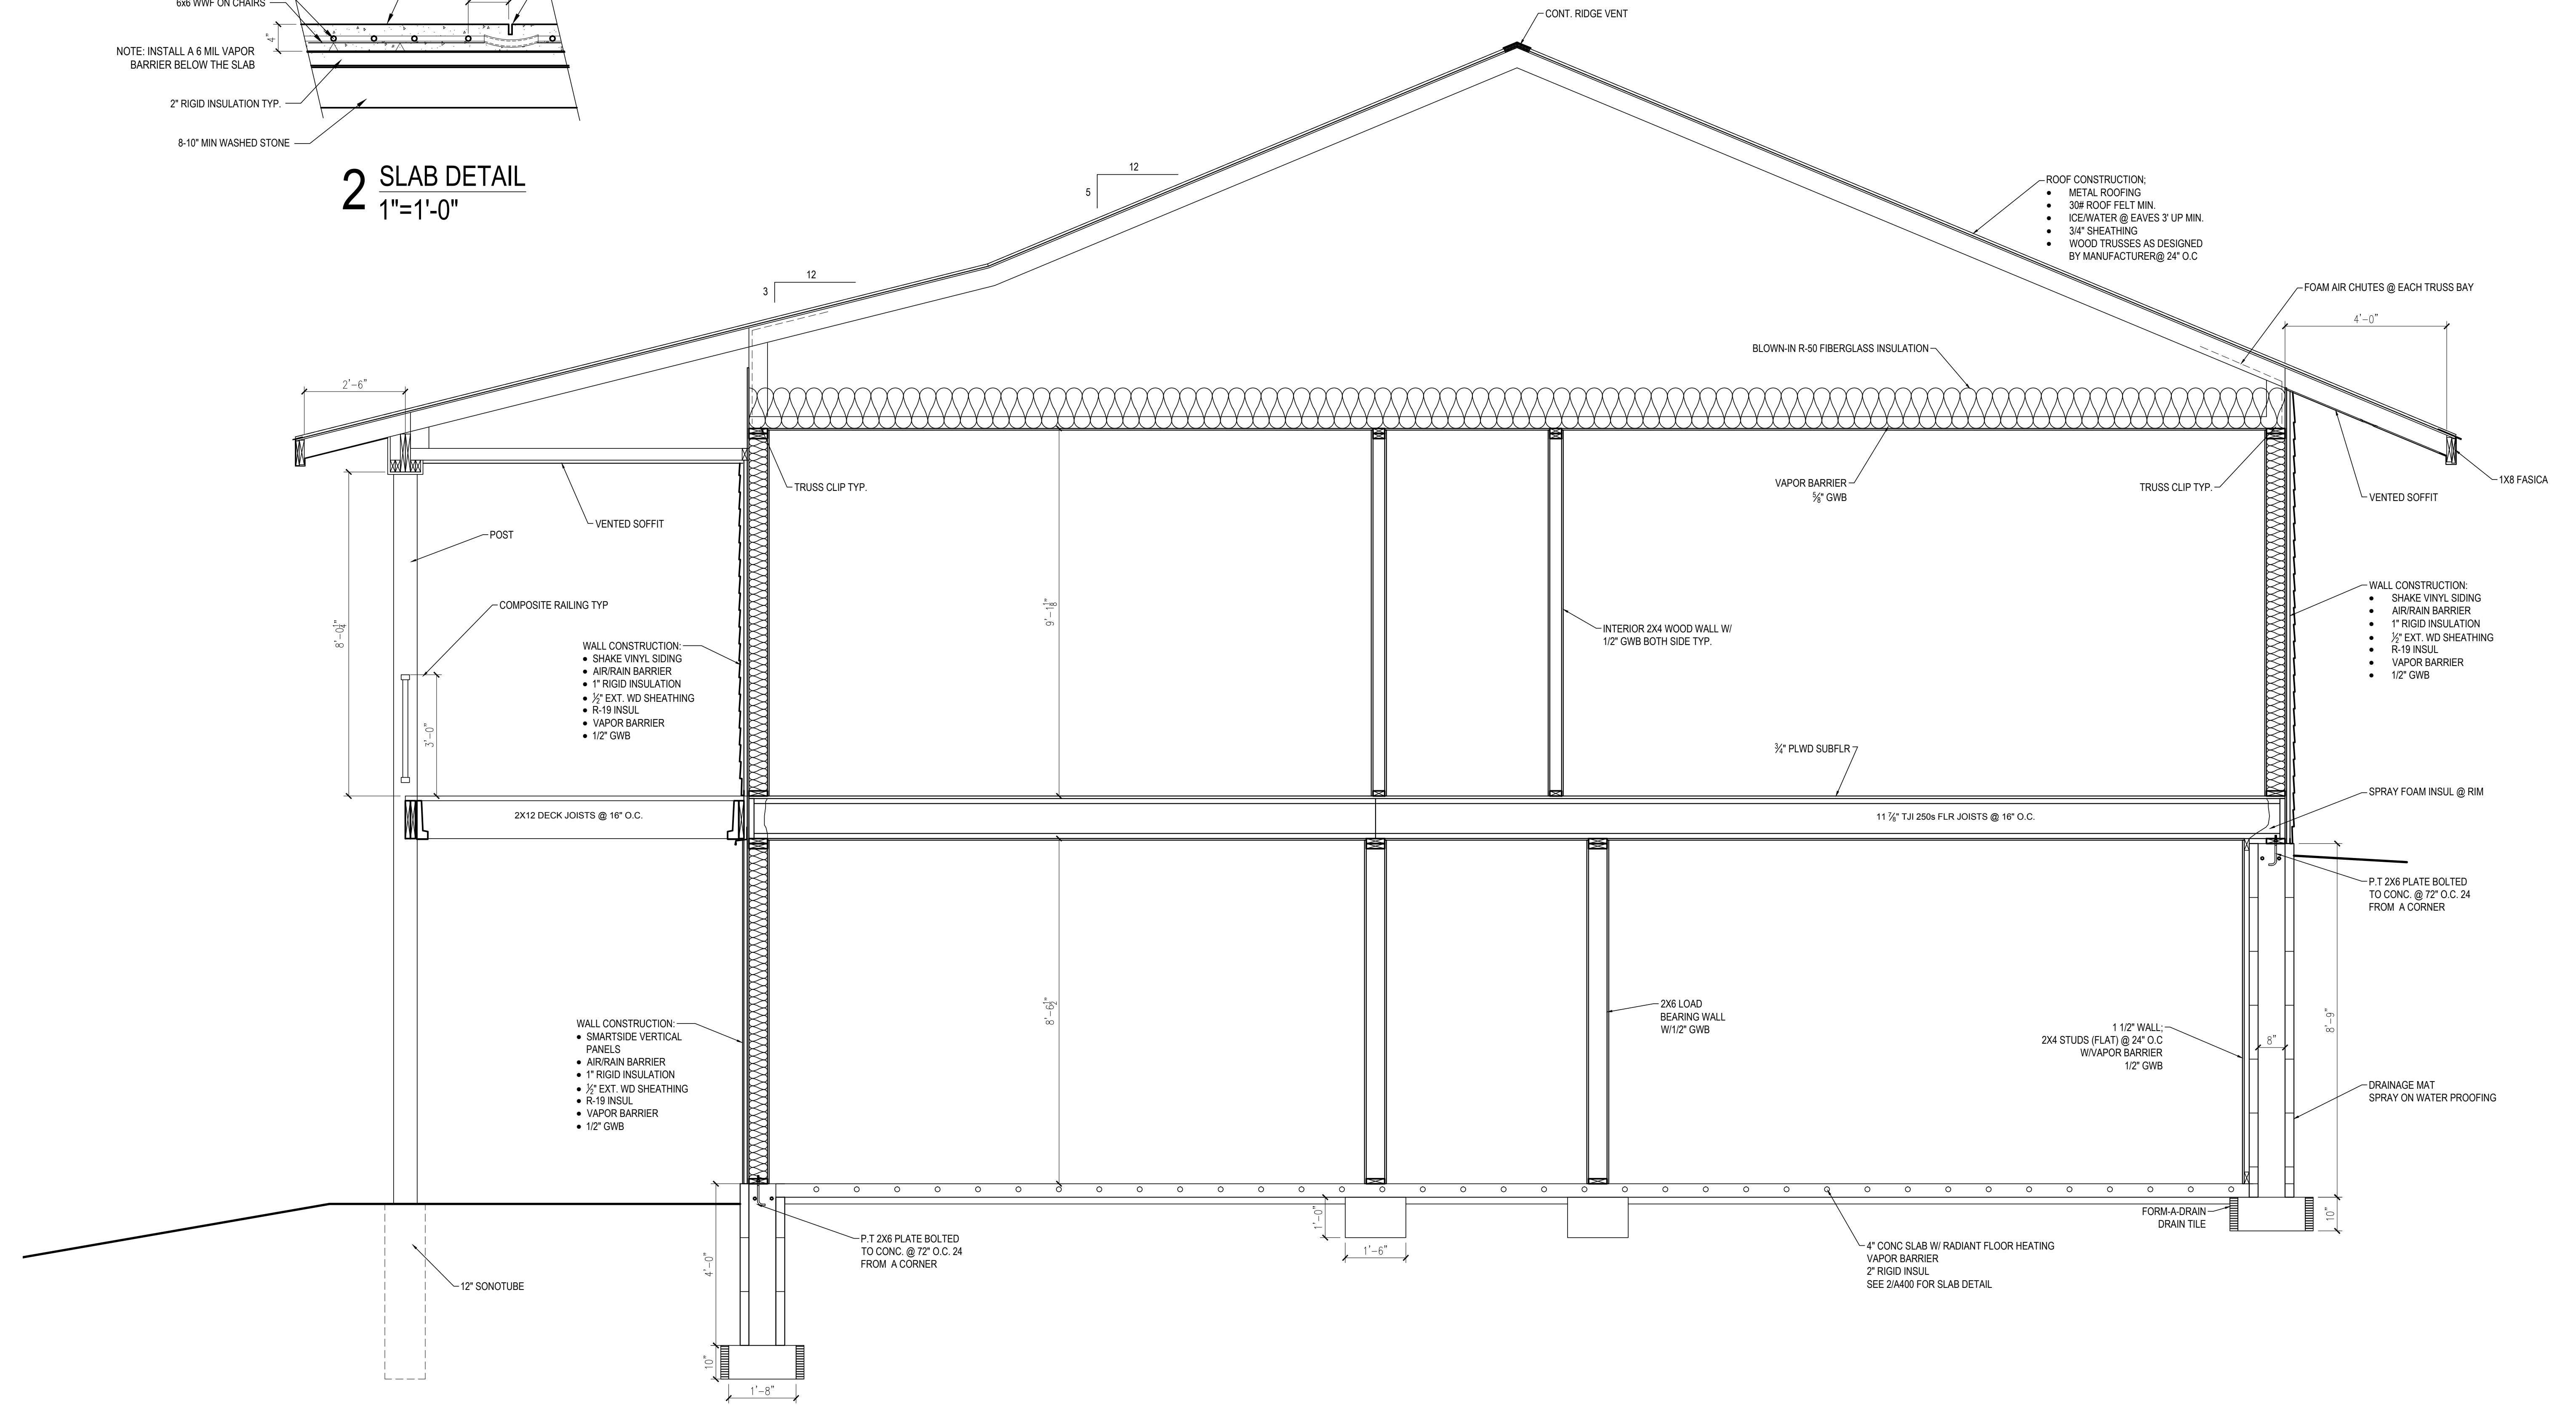 6x6 WWF ON CHAIRS
4"
NOTE: INSTALL A 6 MIL VAPOR
BARRIER BELOW THE SLAB
2" RIGID INSULATION TYP.
8-10" MIN WASHED STONE
2 SLAB DETAIL
1"=1'-0"
CONT. RIDGE VENT
12
5
12
3
ROOF CONSTRUCTION;
• METAL ROOFING
• 30# ROOF FELT MIN.
• ICE/WATER @ EAVES 3' UP MIN.
• 3/4" SHEATHING
• WOOD TRUSSES AS DESIGNED
BY MANUFACTURER@ 24" O.C
FOAM AIR CHUTES @ EACH TRUSS BAY
4'-0"
BLOWN-IN R-50 FIBERGLASS INSULATION
2'-6"
TRUSS CLIP TYP.
VAPOR BARRIER
⅝" GWB
TRUSS CLIP TYP.
1X8 FASICA
VENTED SOFFIT
VENTED SOFFIT
POST
COMPOSITE RAILING TYP
8'-0¼"
3'-0"
9'-1⅛"
WALL CONSTRUCTION:
• SHAKE VINYL SIDING
• AIR/RAIN BARRIER
• 1" RIGID INSULATION
• ½" EXT. WD SHEATHING
• R-19 INSUL
• VAPOR BARRIER
• 1/2" GWB
INTERIOR 2X4 WOOD WALL W/
1/2" GWB BOTH SIDE TYP.
WALL CONSTRUCTION:
• SHAKE VINYL SIDING
• AIR/RAIN BARRIER
• 1" RIGID INSULATION
• ½" EXT. WD SHEATHING
• R-19 INSUL
• VAPOR BARRIER
• 1/2" GWB
¾" PLWD SUBFLR
SPRAY FOAM INSUL @ RIM
2X12 DECK JOISTS @ 16" O.C.
11 ⅞" TJI 250s FLR JOISTS @ 16" O.C.
P.T 2X6 PLATE BOLTED
TO CONC. @ 72" O.C. 24
FROM A CORNER
8'-6½"
2X6 LOAD
BEARING WALL
W/1/2" GWB
WALL CONSTRUCTION:
• SMARTSIDE VERTICAL
PANELS
• AIR/RAIN BARRIER
• 1" RIGID INSULATION
• ½" EXT. WD SHEATHING
• R-19 INSUL
• VAPOR BARRIER
• 1/2" GWB
1 1/2" WALL;
2X4 STUDS (FLAT) @ 24" O.C
W/VAPOR BARRIER
1/2" GWB
8"
8'-9"
DRAINAGE MAT
SPRAY ON WATER PROOFING
FORM-A-DRAIN
DRAIN TILE
10"
1'-0"
1'-6"
4" CONC SLAB W/ RADIANT FLOOR HEATING
VAPOR BARRIER
2" RIGID INSUL
SEE 2/A400 FOR SLAB DETAIL
P.T 2X6 PLATE BOLTED
TO CONC. @ 72" O.C. 24
FROM A CORNER
4'-0"
12" SONOTUBE
10"
1'-8"